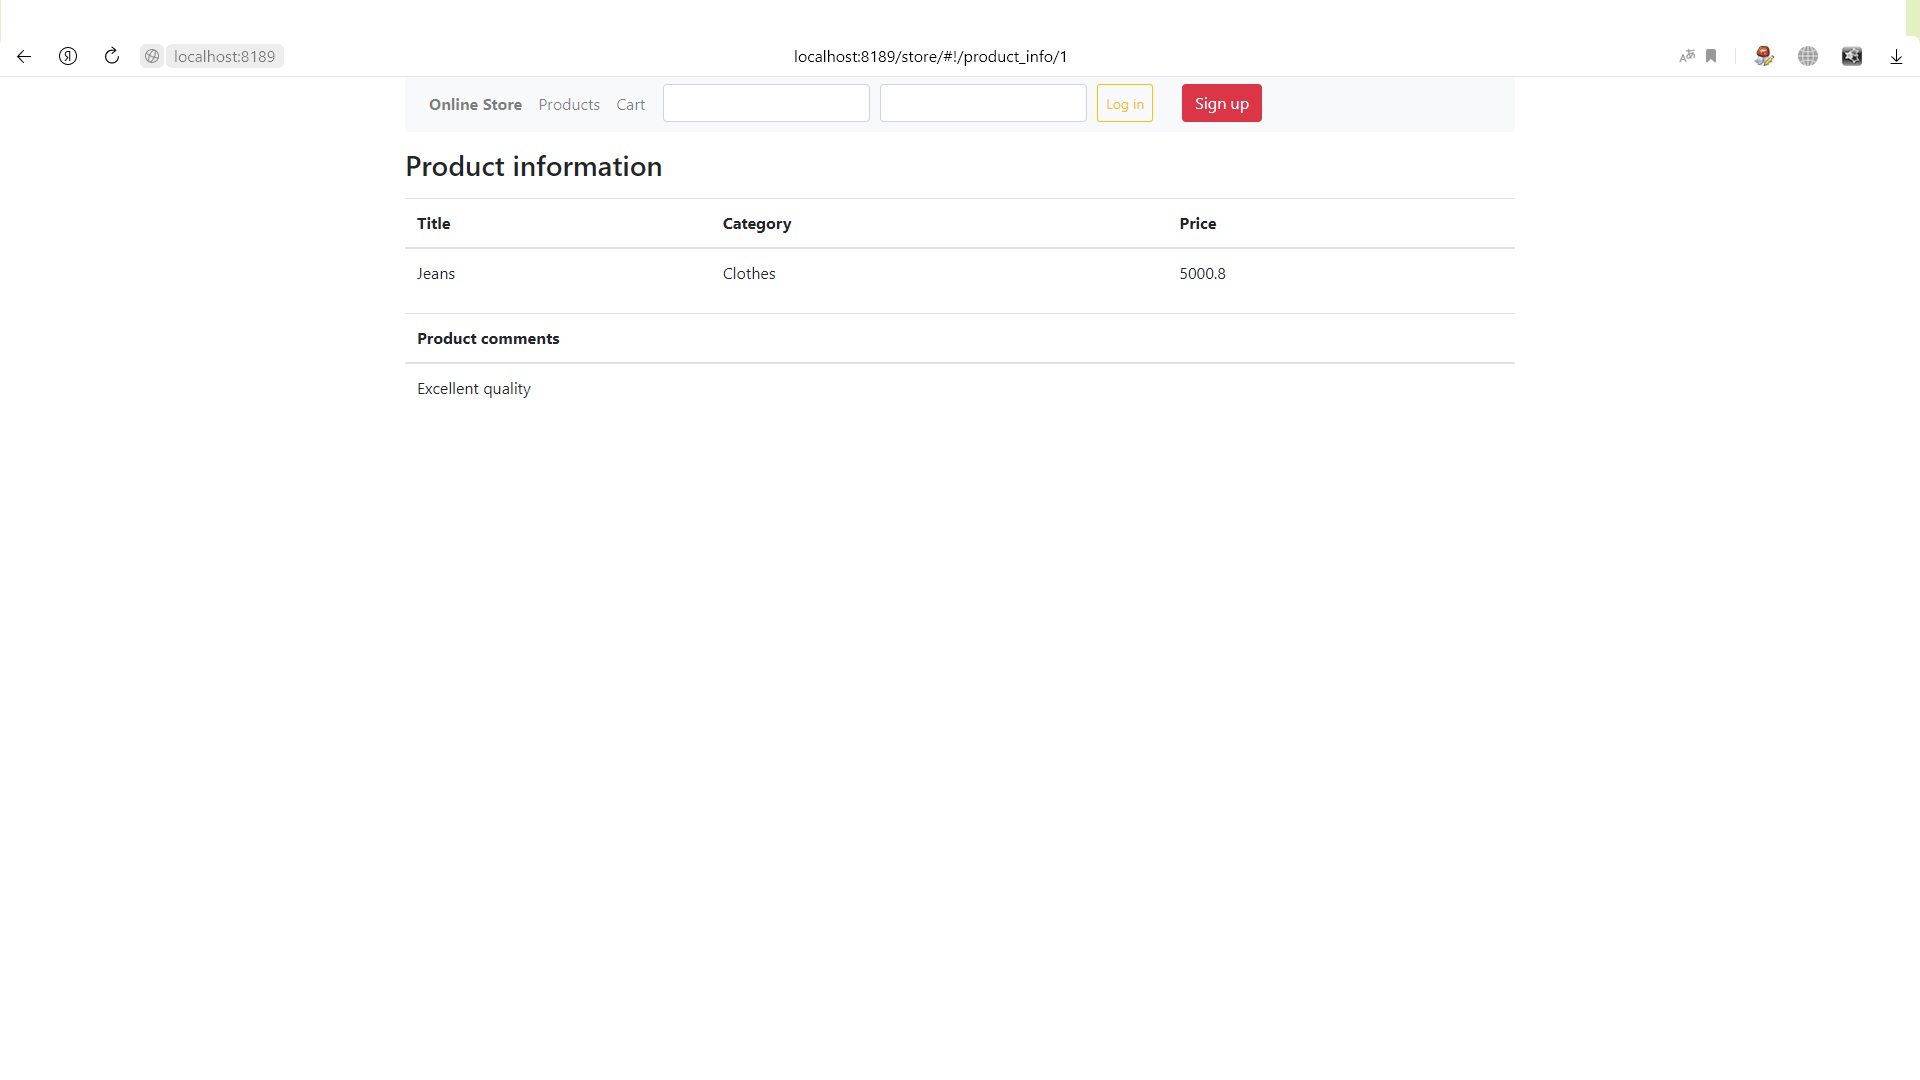 localhost:8189 localhost:8189/store/#!/product_info/1
Online Store Products Cart Log in Sign up
Product information
Title Category Price
Jeans Clothes 5000.8
Product comments
Excellent quality